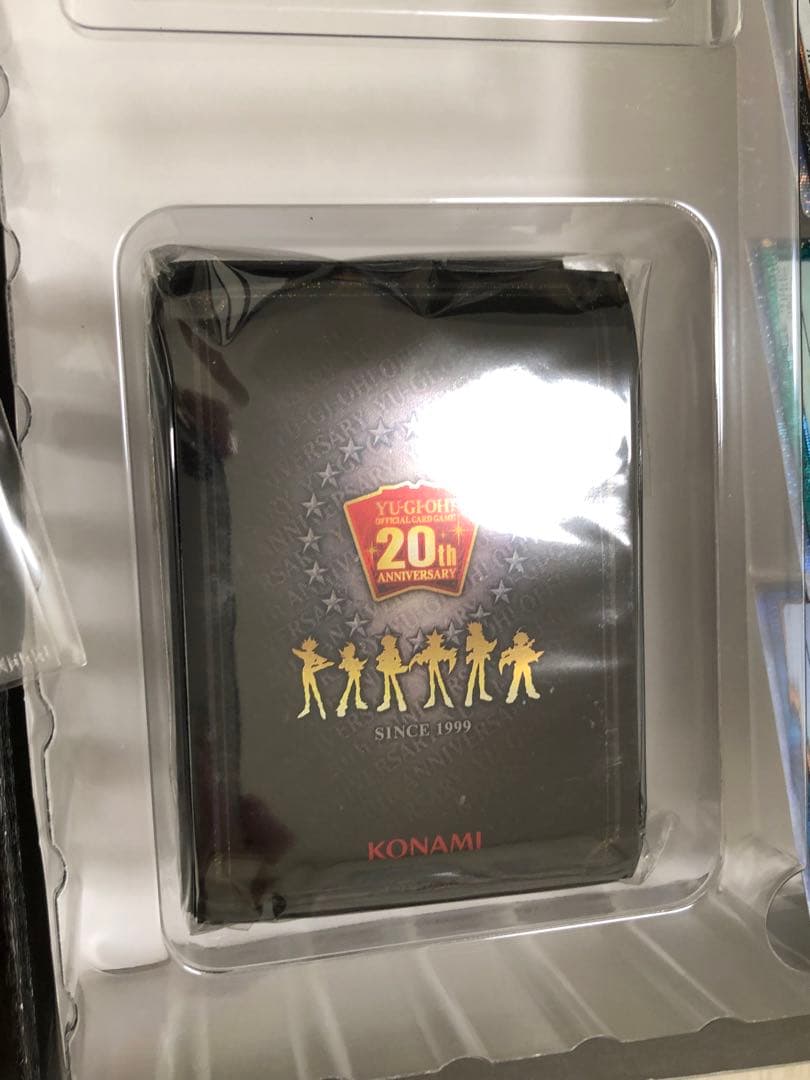 YU-GI-OH!
OFFICIAL CARD GAME
20th
ANNIVERSARY
SINCE 1999
KONAMI